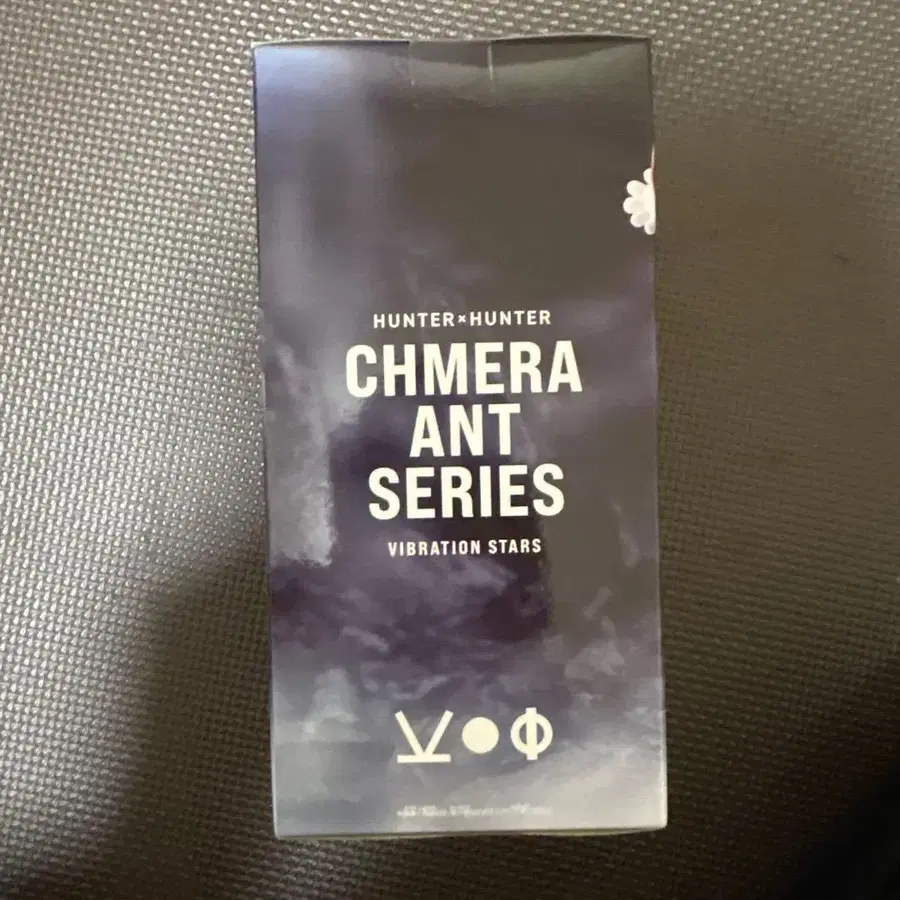 HUNTER×HUNTER
CHMERA
ANT
SERIES
VIBRATION STARS